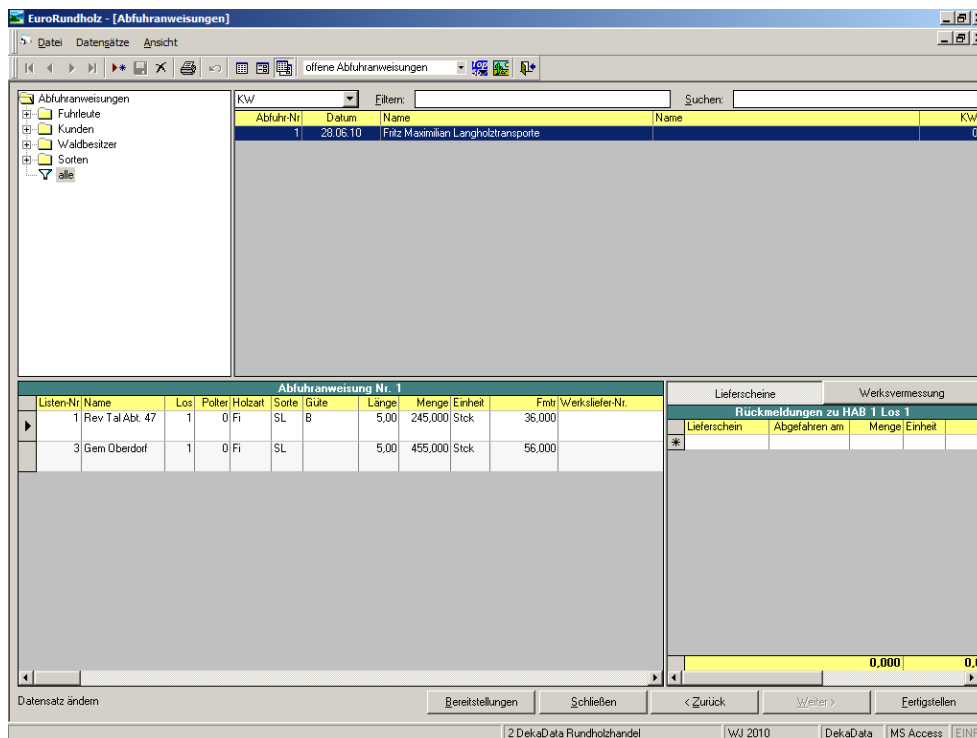 EuroRundholz - [Abfuhranweisungen]
Datei Datensätze Ansicht
offene Abfuhranweisungen
Abfuhranweisungen
Fuhrleute
Kunden
Waldbesitzer
Sorten
alle
KW Filtern: Suchen:
Abfuhr-Nr Datum Name Name KW
1 28.06.10 Fritz Maximilian Langholztransporte 0
Abfuhranweisung Nr. 1
Listen-Nr Name Los Polter Holzart Sorte Güte Länge Menge Einheit Fmtr Werksliefer-Nr.
1 Rev Tal Abt. 47 1 0 Fi SL B 5,00 245,000 Stck 36,000
3 Gem Oberdorf 1 0 Fi SL 5,00 455,000 Stck 56,000
Lieferscheine Werksvermessung
Rückmeldungen zu HAB 1 Los 1
Lieferschein Abgefahren am Menge Einheit
0,000 0,0
Datensatz ändern Bereitstellungen Schließen < Zurück Weiter > Fertigstellen
2 DekaData Rundholzhandel WJ 2010 DekaData MS Access EINF